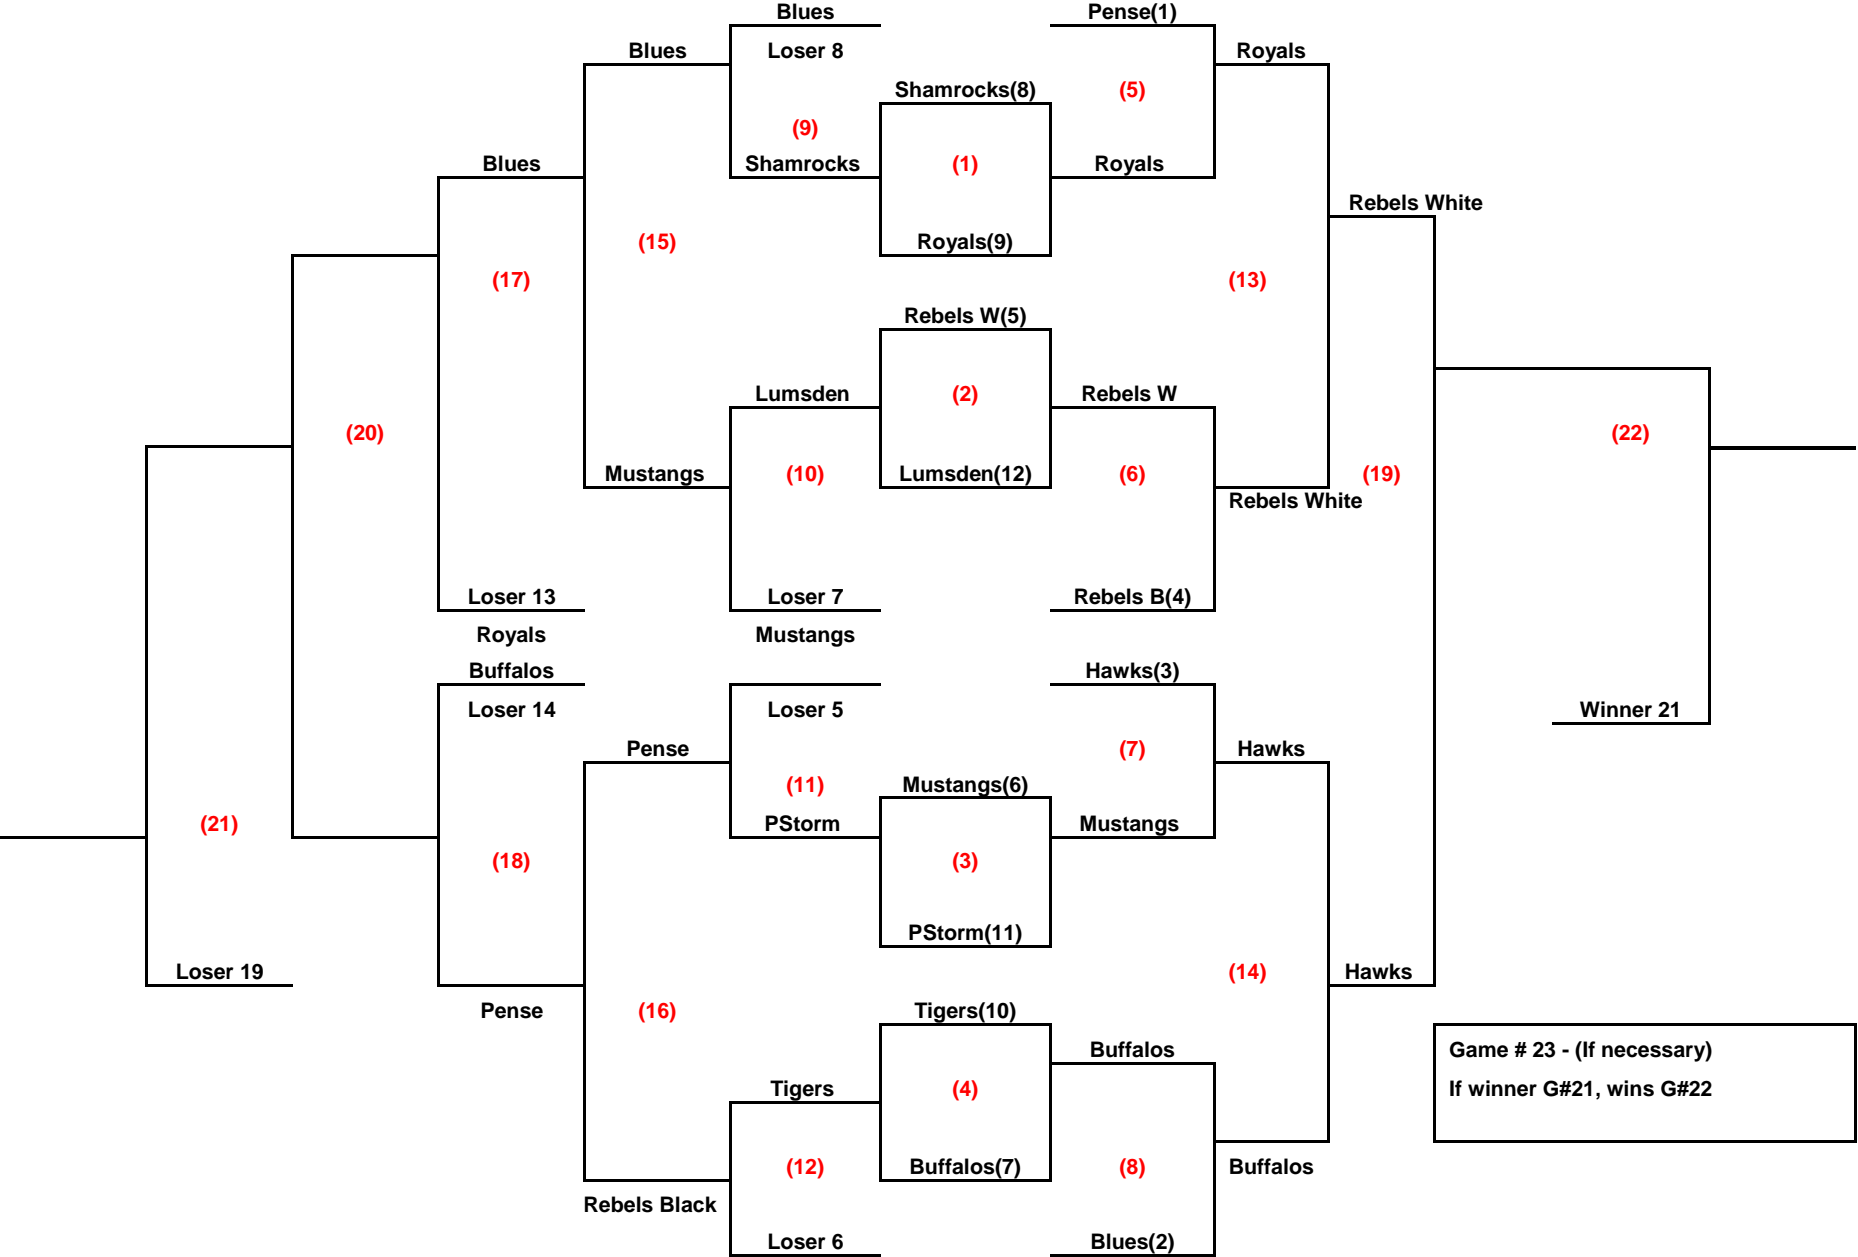 Blues
Pense(1)
Blues
Loser 8
Royals
Shamrocks(8)
(5)
(9)
Blues
Shamrocks
(1)
Royals
Rebels White
(15)
Royals(9)
(17)
(13)
Rebels W(5)
Lumsden
(2)
Rebels W
(20)
(22)
Mustangs
(10)
Lumsden(12)
(6)
(19)
Rebels White
Loser 13
Loser 7
Rebels B(4)
Royals
Mustangs
Buffalos
Hawks(3)
Loser 14
Loser 5
Winner 21
Pense
(7)
Hawks
(11)
Mustangs(6)
(21)
PStorm
Mustangs
(18)
(3)
PStorm(11)
Loser 19
(14)
Hawks
Pense
(16)
Tigers(10)
Buffalos
Game # 23 - (If necessary)
Tigers
(4)
If winner G#21, wins G#22
(12)
Buffalos(7)
(8)
Buffalos
Rebels Black
Loser 6
Blues(2)